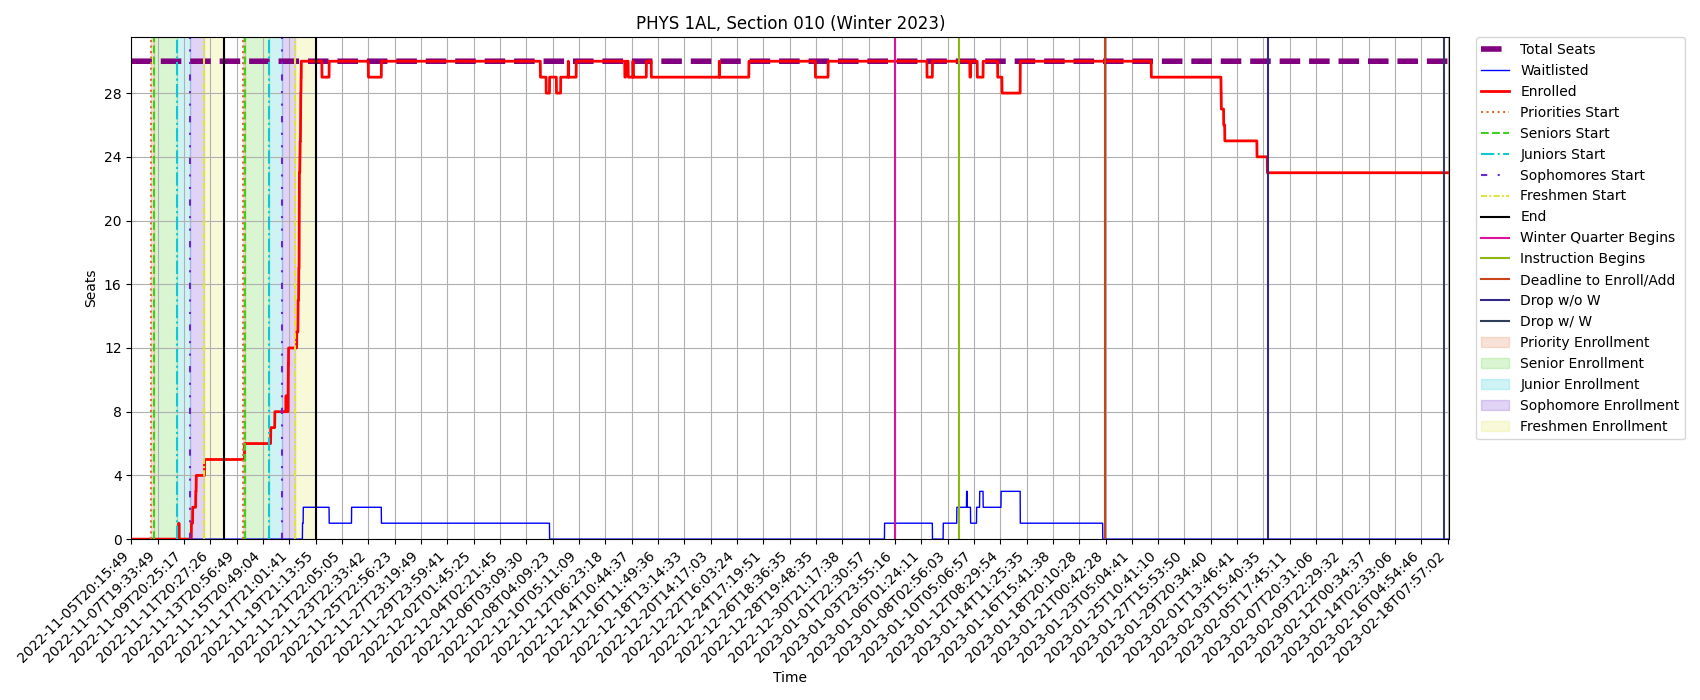 PHYS 1AL, Section 010 (Winter 2023)
Seats
28
24
20
16
12
8
4
0
2022-11-05T20:15:49
2022-11-07T19:33:49
2022-11-09T20:25:17
2022-11-11T20:27:26
2022-11-13T20:56:49
2022-11-15T20:49:04
2022-11-17T21:01:41
2022-11-19T21:13:55
2022-11-21T22:05:05
2022-11-23T22:33:42
2022-11-25T22:56:23
2022-11-27T23:19:49
2022-11-29T23:59:41
2022-12-02T01:45:25
2022-12-04T02:21:45
2022-12-06T03:09:30
2022-12-08T04:09:23
2022-12-10T05:11:09
2022-12-12T06:23:18
2022-12-14T10:44:37
2022-12-16T11:49:36
2022-12-18T13:14:33
2022-12-20T14:17:03
2022-12-22T16:03:24
2022-12-24T17:19:51
2022-12-26T18:36:35
2022-12-28T19:48:35
2022-12-30T21:17:38
2023-01-01T22:30:57
2023-01-03T23:55:16
2023-01-06T01:24:11
2023-01-08T02:56:03
2023-01-10T05:06:57
2023-01-12T08:29:54
2023-01-14T11:25:35
2023-01-16T15:41:38
2023-01-18T20:10:28
2023-01-21T00:42:28
2023-01-23T05:04:41
2023-01-25T10:41:10
2023-01-27T15:53:50
2023-01-29T20:34:40
2023-02-01T13:46:41
2023-02-03T15:40:35
2023-02-05T17:45:11
2023-02-07T20:31:06
2023-02-09T22:29:32
2023-02-12T00:34:37
2023-02-14T02:33:06
2023-02-16T04:54:46
2023-02-18T07:57:02
Time
Total Seats
Waitlisted
Enrolled
Priorities Start
Seniors Start
Juniors Start
Sophomores Start
Freshmen Start
End
Winter Quarter Begins
Instruction Begins
Deadline to Enroll/Add
Drop w/o W
Drop w/ W
Priority Enrollment
Senior Enrollment
Junior Enrollment
Sophomore Enrollment
Freshmen Enrollment